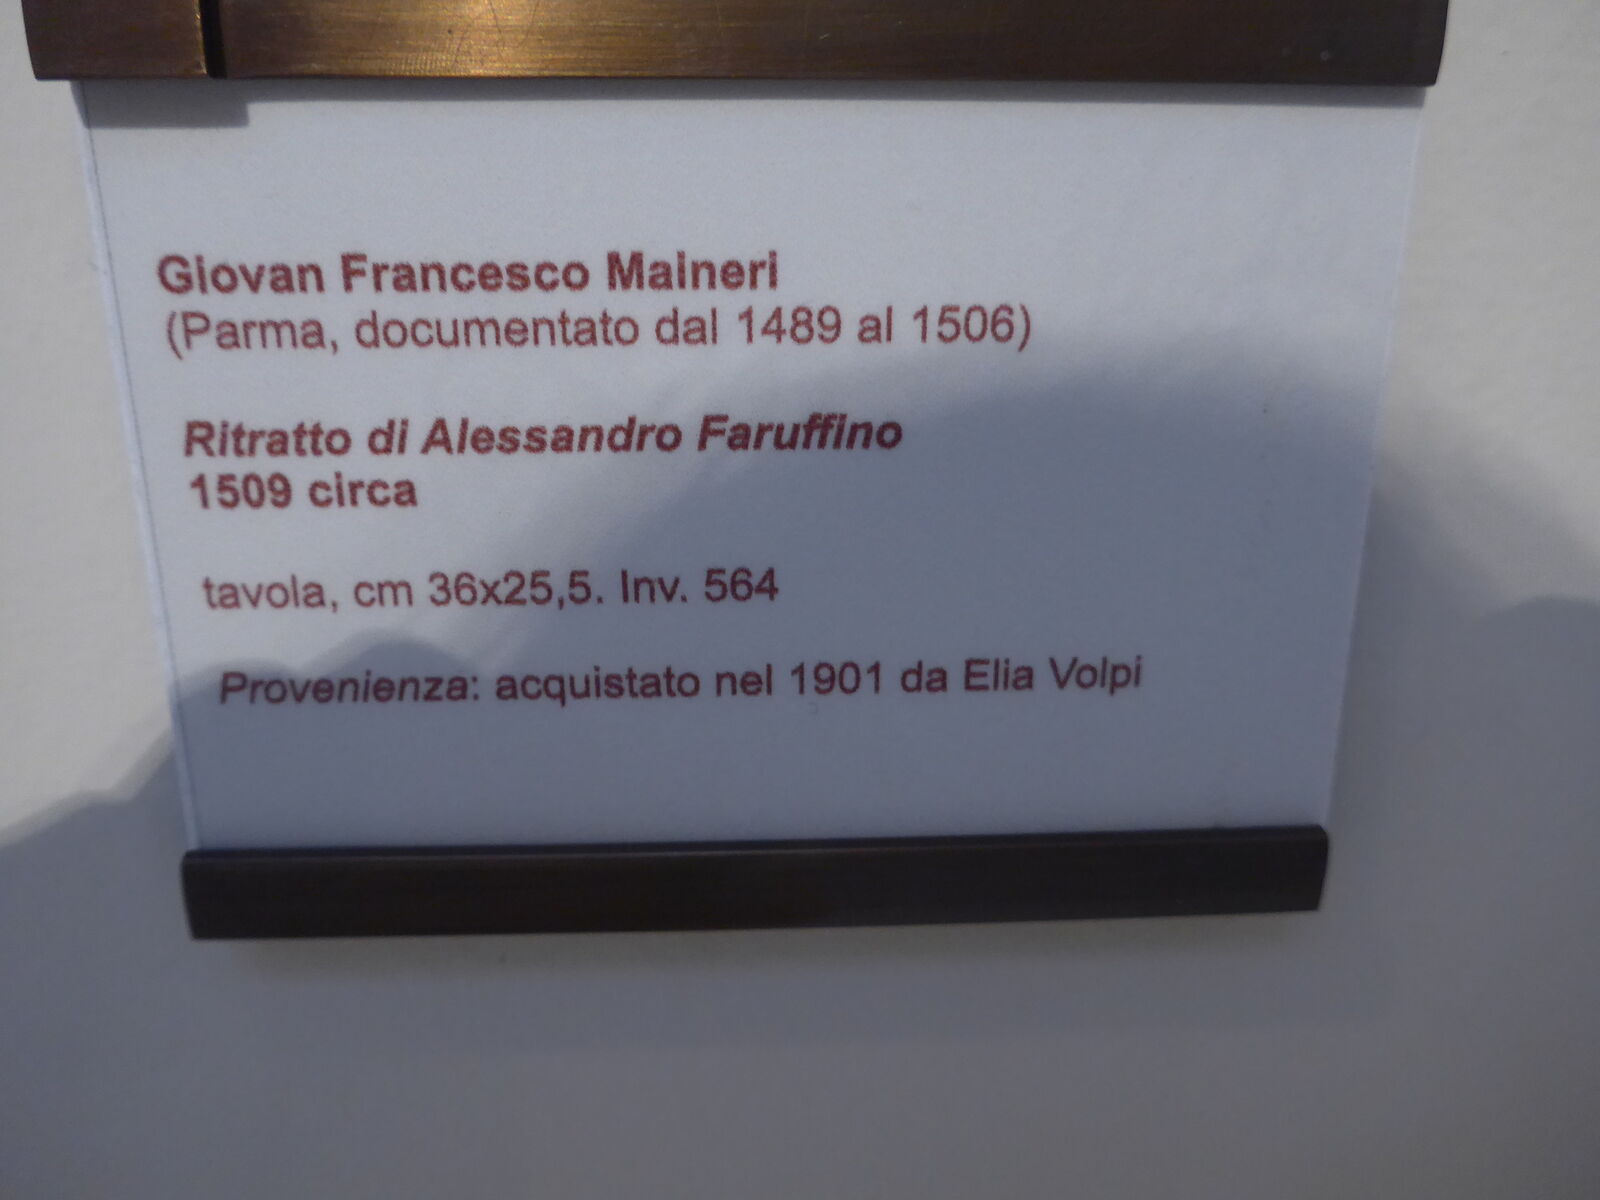 Giovan Francesco Maineri
(Parma, documentato dal 1489 al 1506)
Ritratto di Alessandro Faruffino
1509 circa
tavola, cm 36x25,5. Inv. 564
Provenienza: acquistato nel 1901 da Elia Volpi